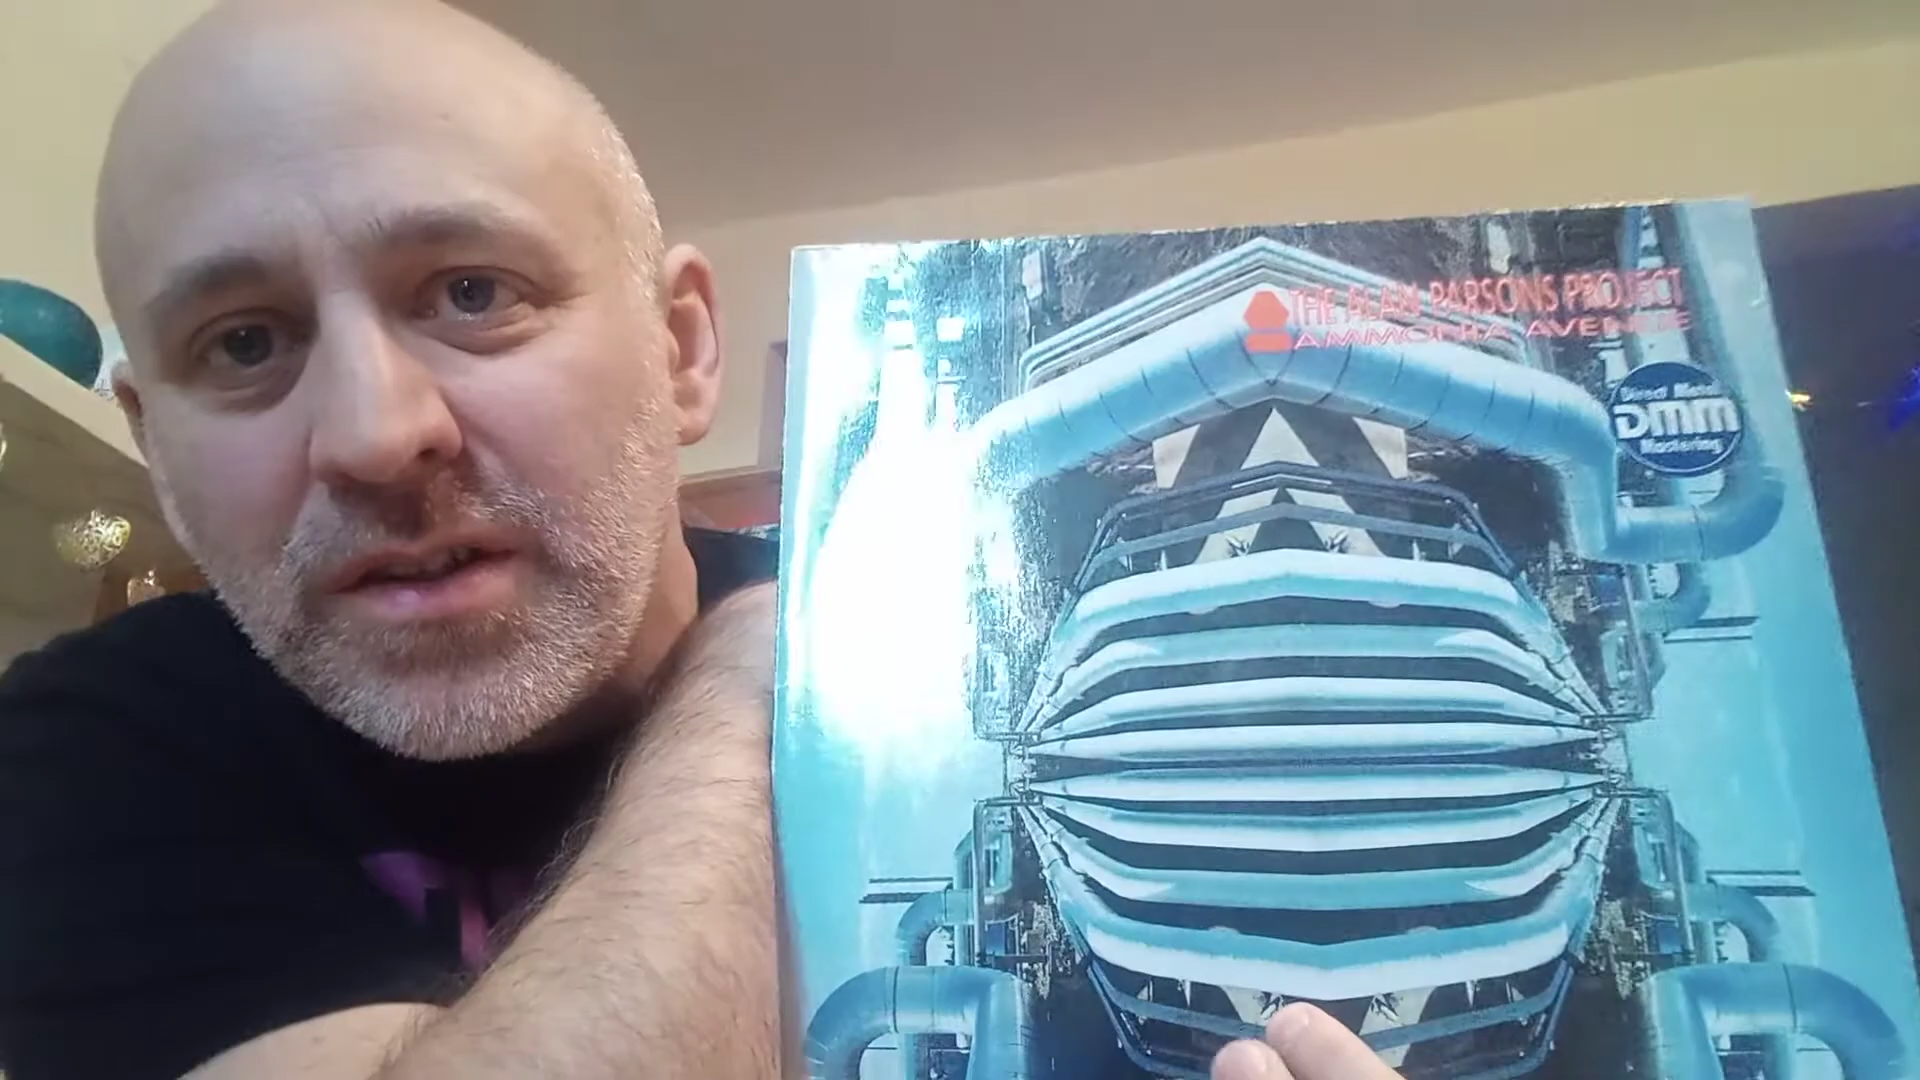 THE ALAN PARSONS PROJECT
AMMONIA AVENUE
Direct Metal
DMM
Mastering